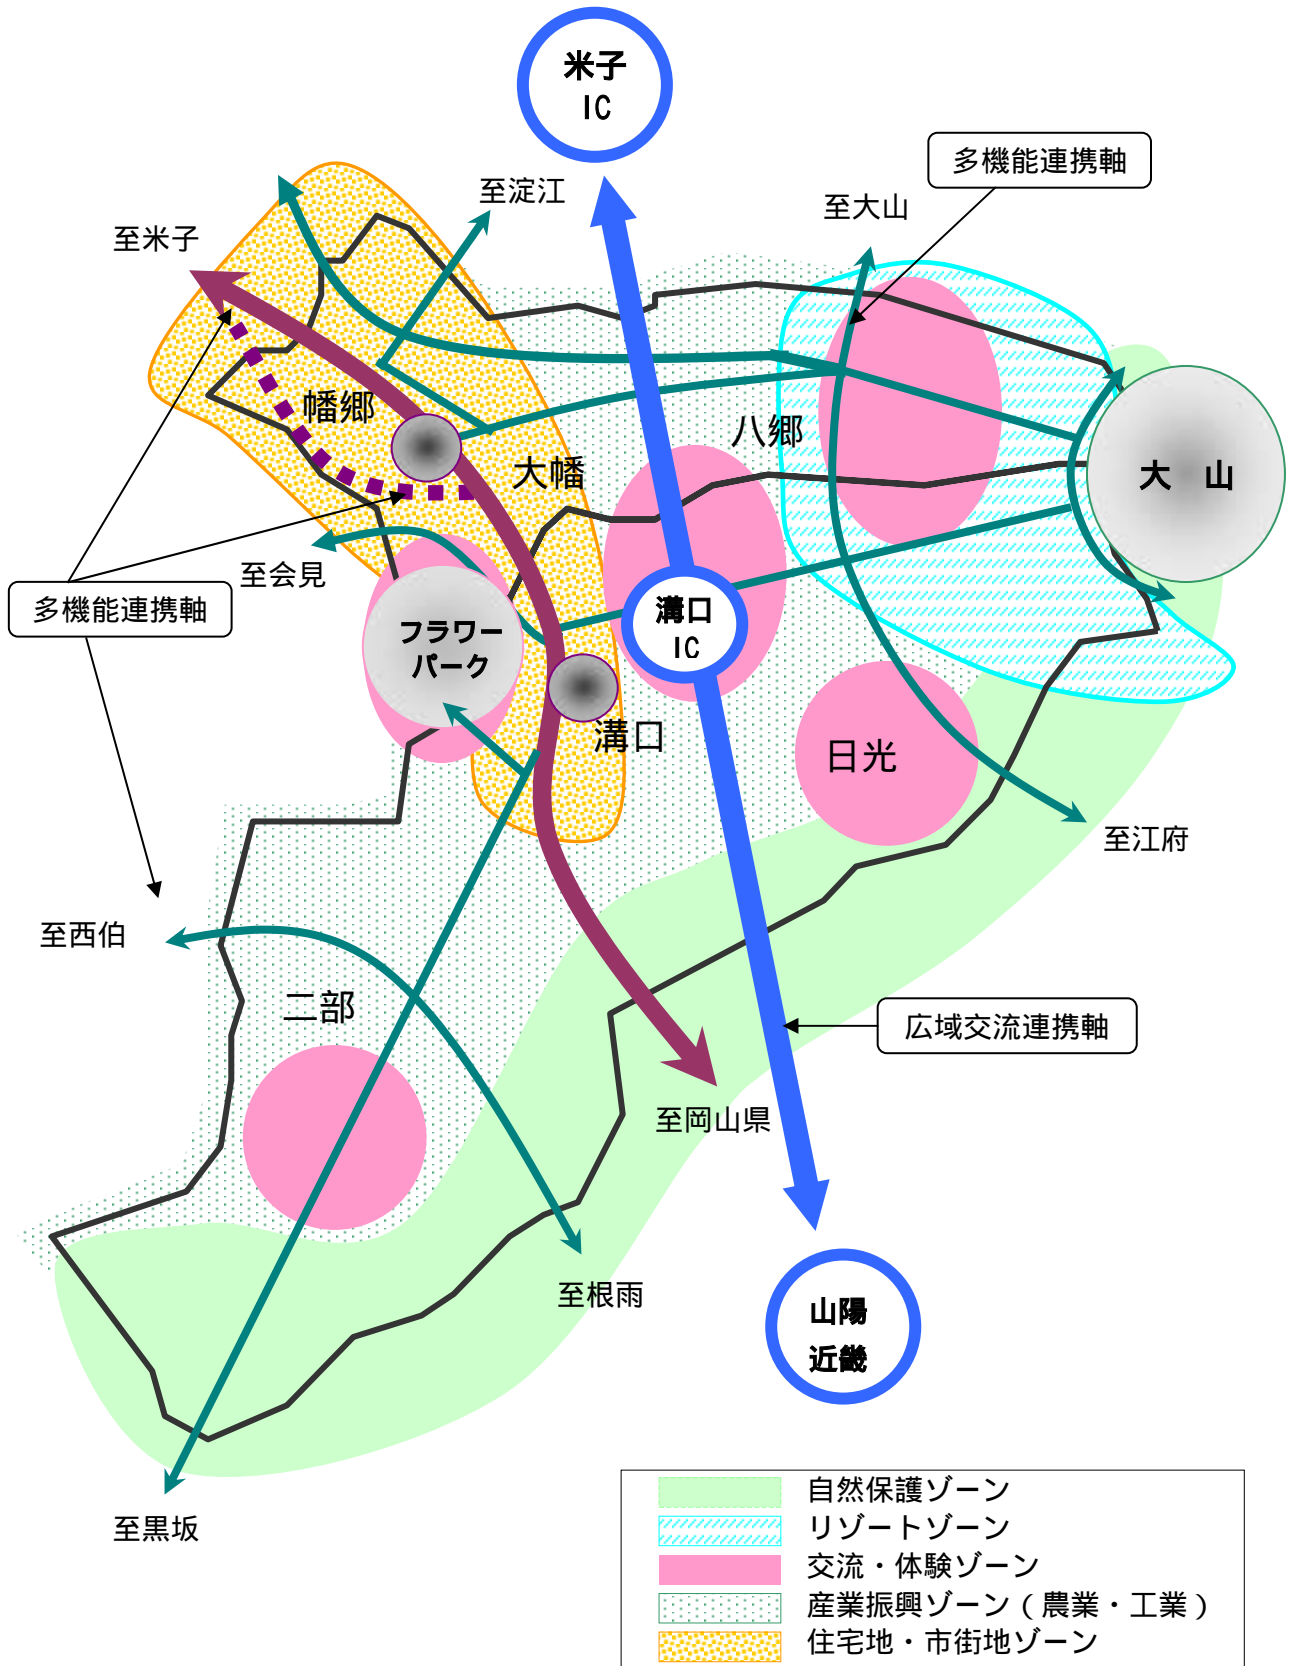 米子
IC
多機能連携軸
至淀江
至大山
至米子
幡郷
八郷
大幡
大　山
至会見
多機能連携軸
溝口
IC
フラワー
パーク
溝口
日光
至江府
至西伯
二部
広域交流連携軸
至岡山県
至根雨
山陽
近畿
至黒坂
自然保護ゾーン
リゾートゾーン
交流・体験ゾーン
産業振興ゾーン（農業・工業）
住宅地・市街地ゾーン